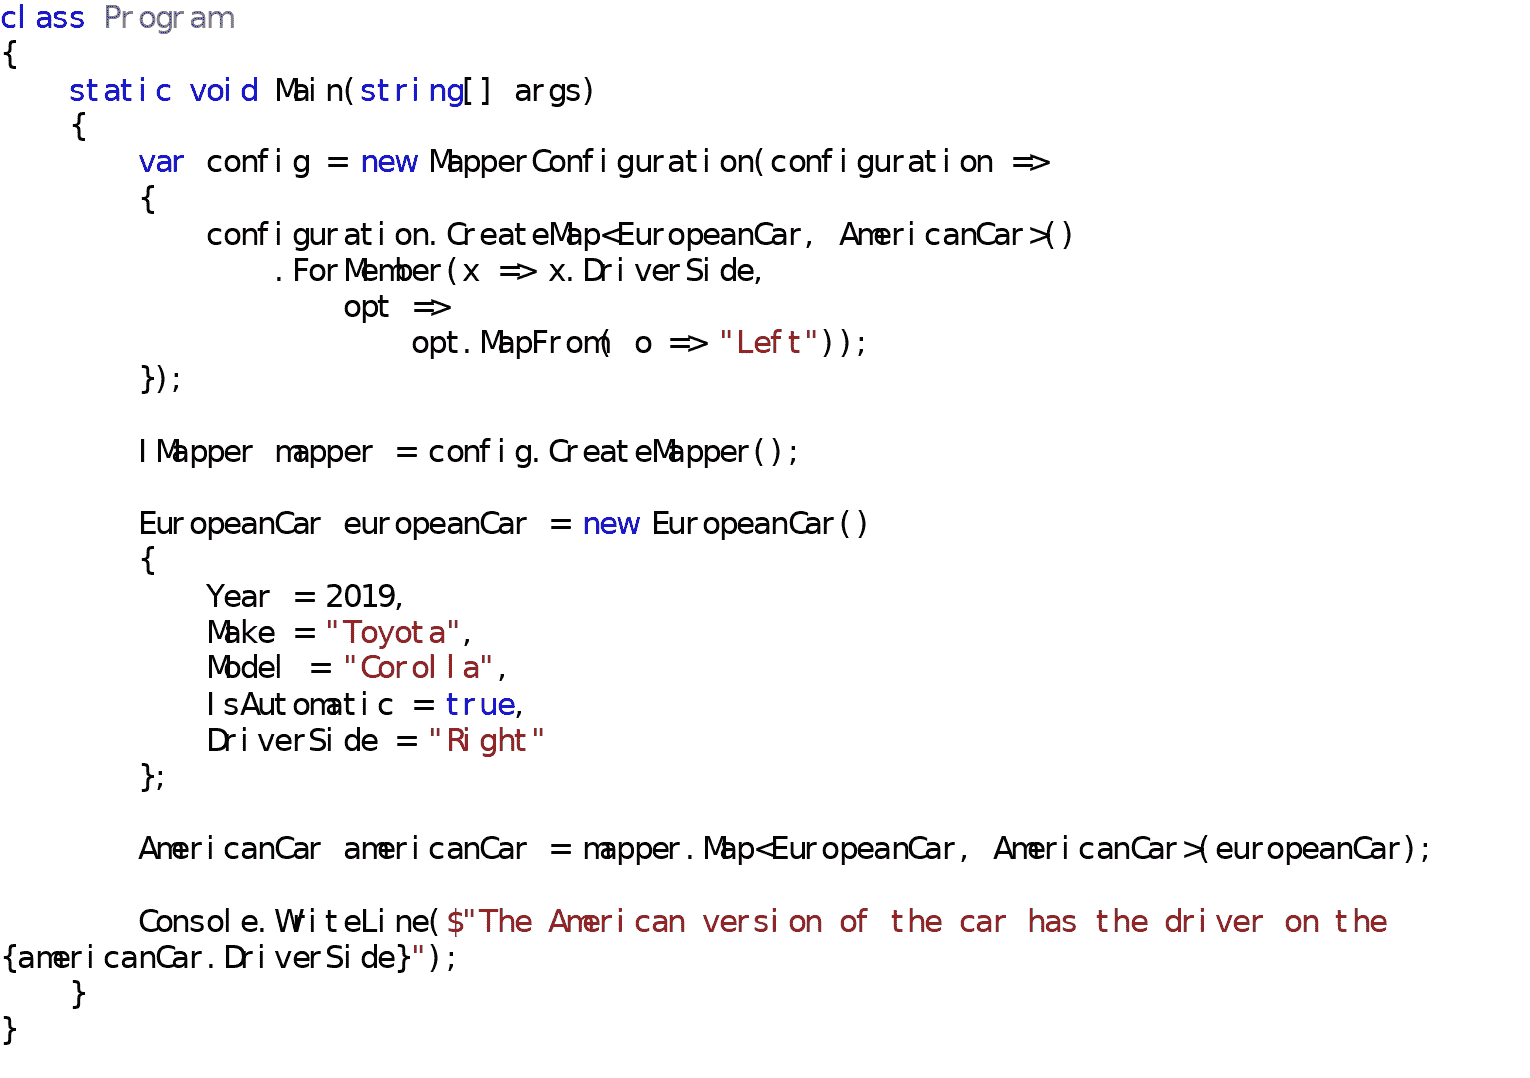 class Program
{
    static void Main(string[] args)
    {
        var config = new MapperConfiguration(configuration =>
        {
            configuration.CreateMap<EuropeanCar, AmericanCar>()
                .ForMember(x => x.DriverSide,
                    opt =>
                        opt.MapFrom( o => "Left"));
        });

        IMapper mapper = config.CreateMapper();

        EuropeanCar europeanCar = new EuropeanCar()
        {
            Year = 2019,
            Make = "Toyota",
            Model = "Corolla",
            IsAutomatic = true,
            DriverSide = "Right"
        };

        AmericanCar americanCar = mapper.Map<EuropeanCar, AmericanCar>(europeanCar);

        Console.WriteLine($"The American version of the car has the driver on the
{americanCar.DriverSide}");
    }
}